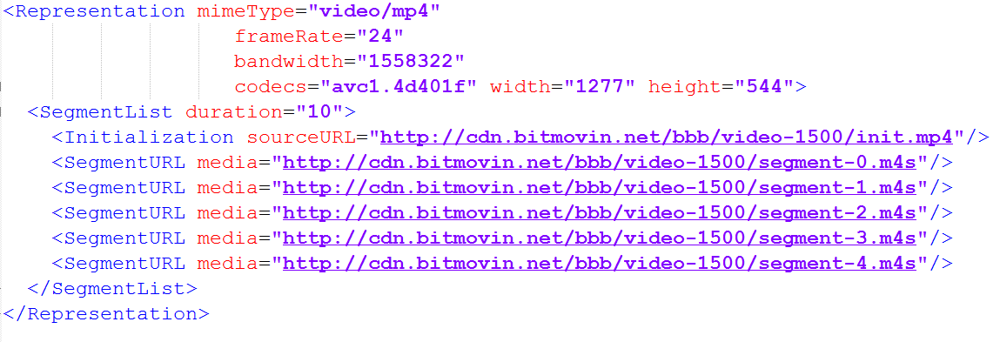 <Representation mimeType="video/mp4"
frameRate="24"
bandwidth="1558322"
codecs="avc1.4d401f" width="1277" height="544">
<SegmentList duration="10">
<Initialization sourceURL="http://cdn.bitmovin.net/bbb/video-1500/init.mp4"/>
<SegmentURL media="http://cdn.bitmovin.net/bbb/video-1500/segment-0.m4s"/>
<SegmentURL media="http://cdn.bitmovin.net/bbb/video-1500/segment-1.m4s"/>
<SegmentURL media="http://cdn.bitmovin.net/bbb/video-1500/segment-2.m4s"/>
<SegmentURL media="http://cdn.bitmovin.net/bbb/video-1500/segment-3.m4s"/>
<SegmentURL media="http://cdn.bitmovin.net/bbb/video-1500/segment-4.m4s"/>
</SegmentList>
</Representation>